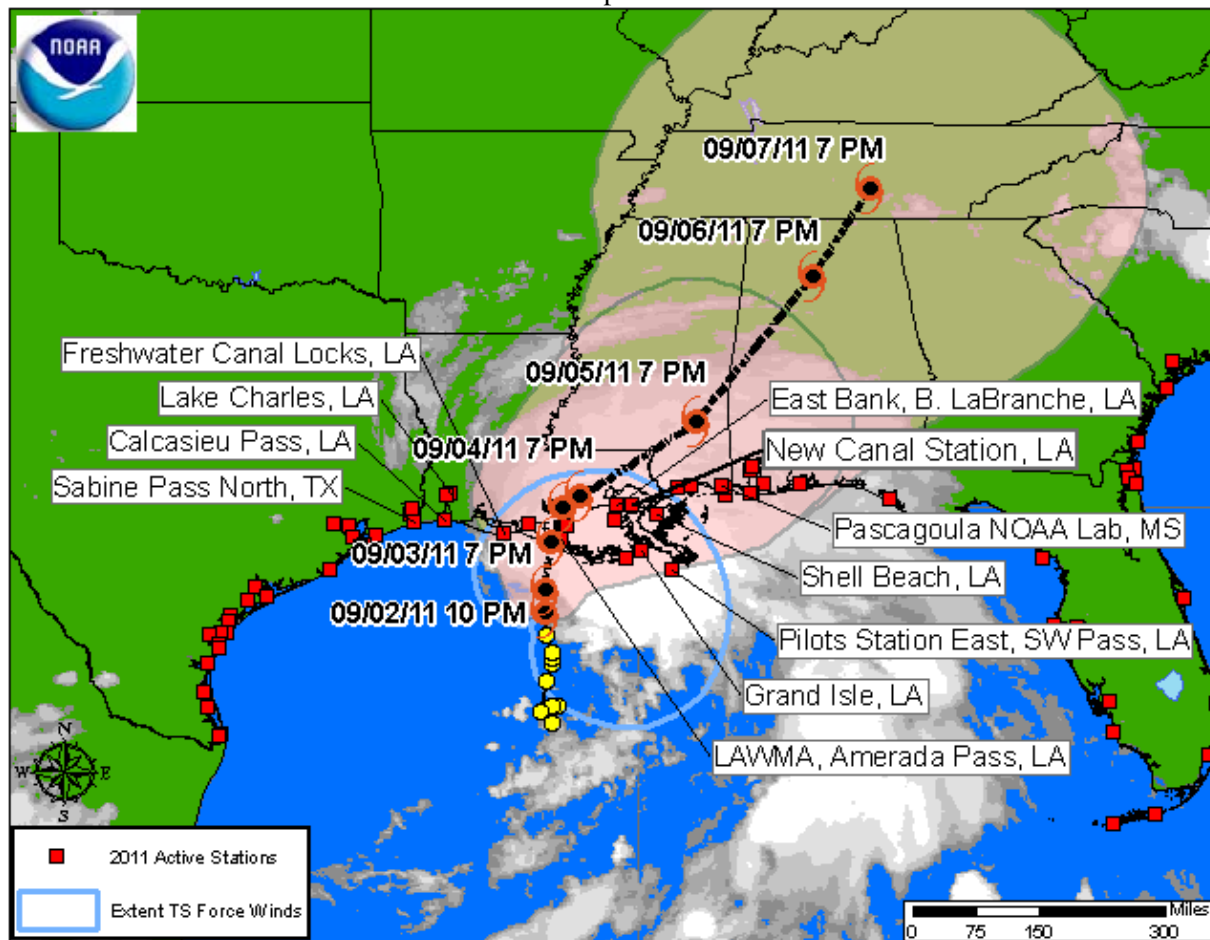 NOAA
09/07/11 7 PM
09/06/11 7 PM
Freshwater Canal Locks, LA
09/05/11 7 PM
East Bank, B. LaBranche, LA
Lake Charles, LA
New Canal Station, LA
Calcasieu Pass, LA
09/04/11 7 PM
Sabine Pass North, TX
Pascagoula NOAA Lab, MS
09/03/11 7 PM
Shell Beach, LA
09/02/11 10 PM
Pilots Station East, SW Pass, LA
Grand Isle, LA
LAWMA, Amerada Pass, LA
N
W E
S
2011 Active Stations
Extent TS Force Winds
Miles
0 75 150 300